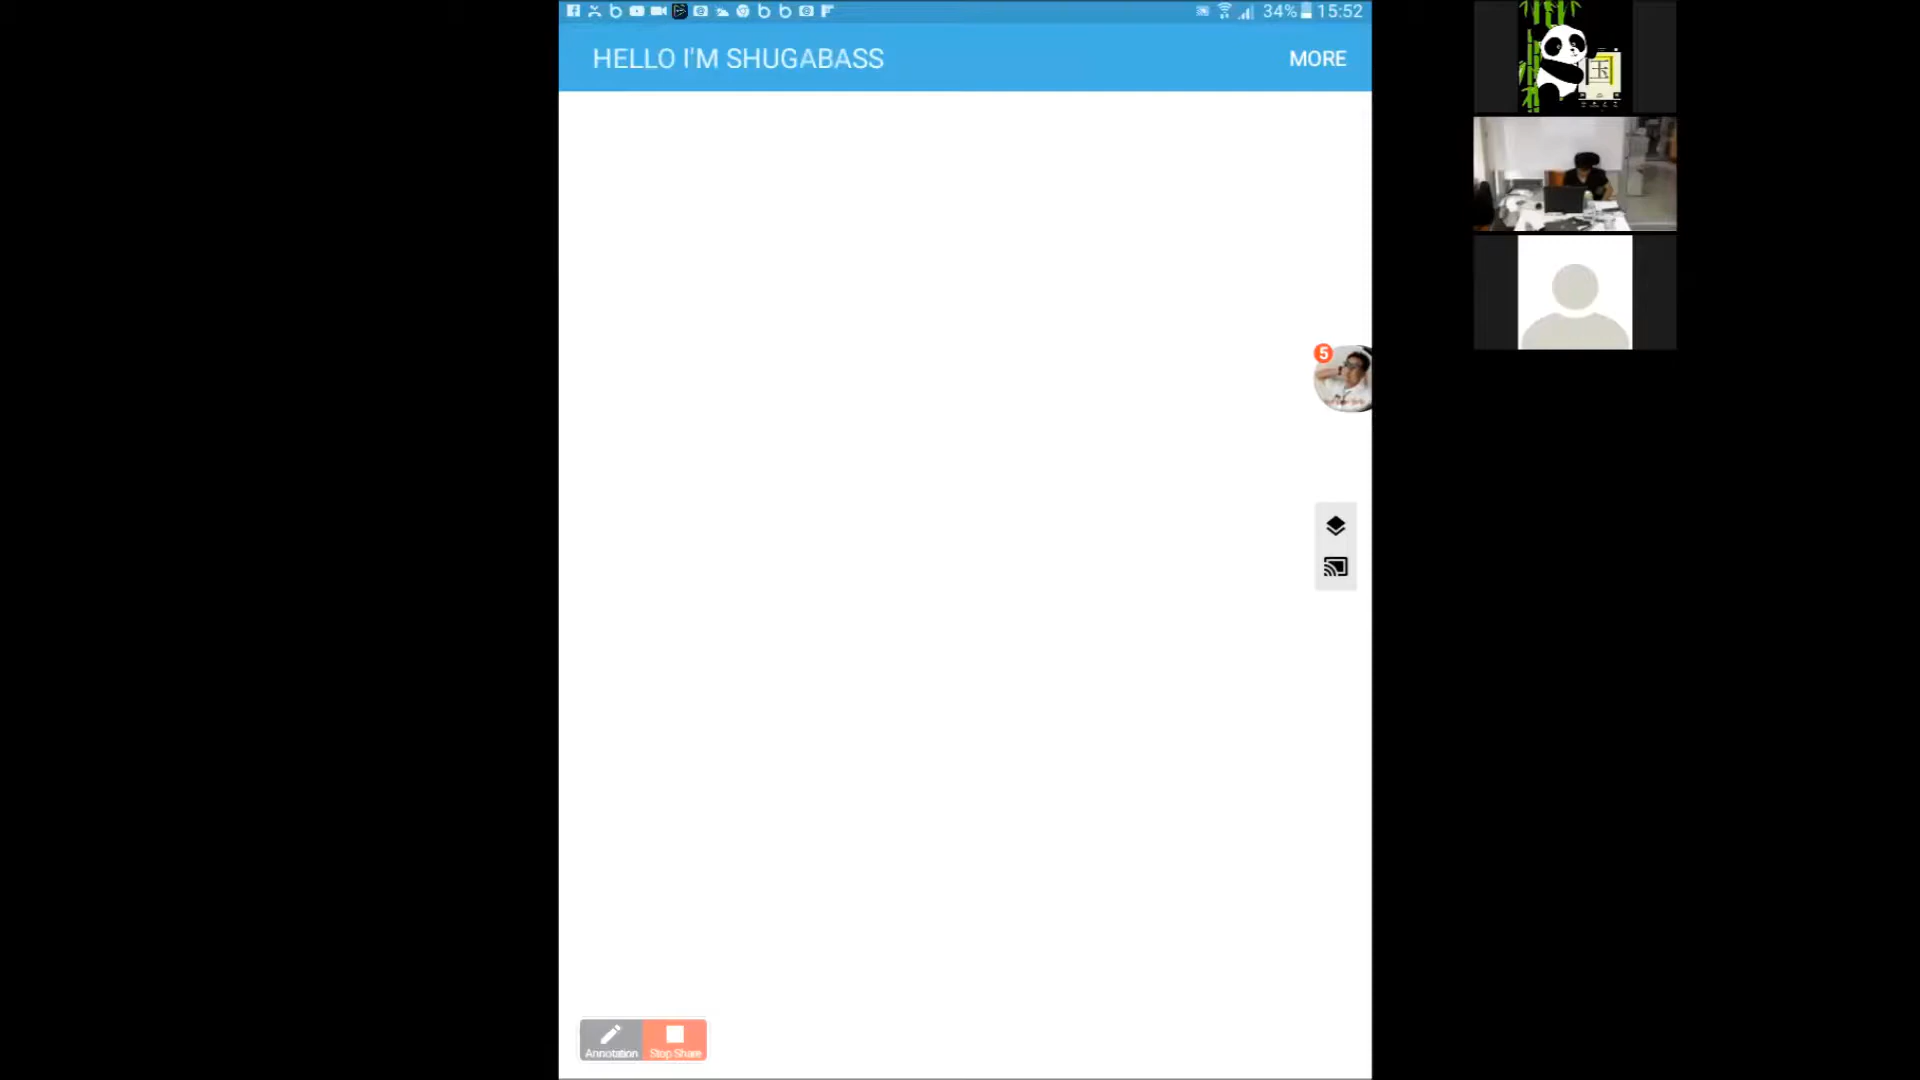 34% 15:52
HELLO I'M SHUGABASS
MORE
玉
5
Annotation
Stop Share